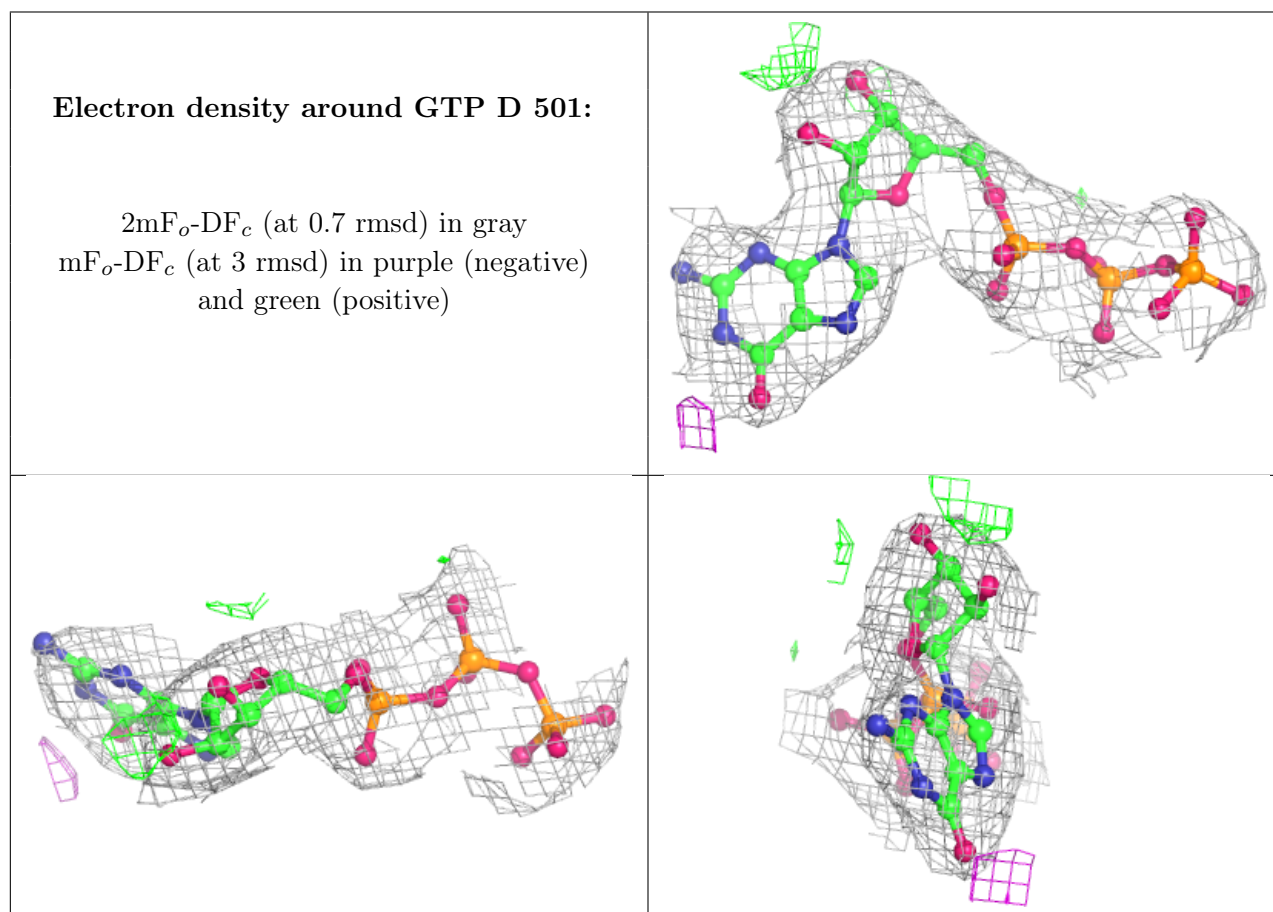 Electron density around GTP D 501:
2mFₒ-DF𝒸 (at 0.7 rmsd) in gray
mFₒ-DF𝒸 (at 3 rmsd) in purple (negative)
and green (positive)